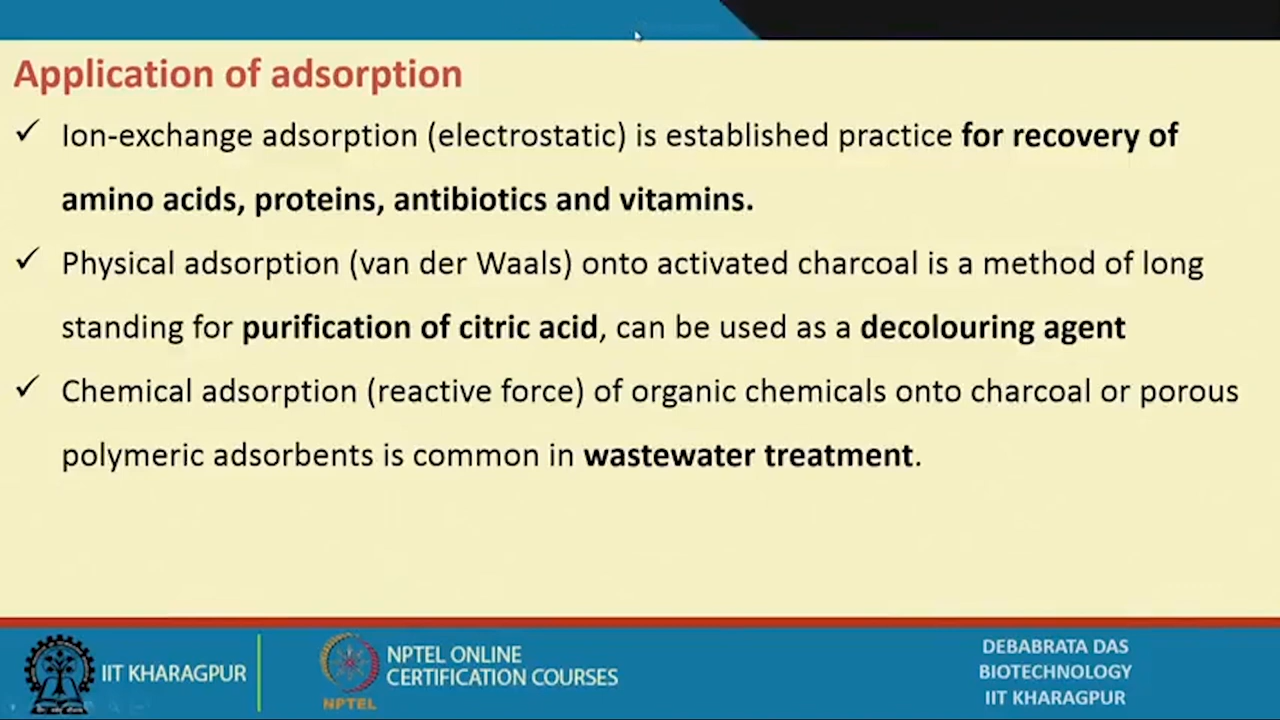 Application of adsorption
✓ Ion-exchange adsorption (electrostatic) is established practice for recovery of
amino acids, proteins, antibiotics and vitamins.
✓ Physical adsorption (van der Waals) onto activated charcoal is a method of long
standing for purification of citric acid, can be used as a decolouring agent
✓ Chemical adsorption (reactive force) of organic chemicals onto charcoal or porous
polymeric adsorbents is common in wastewater treatment.
IIT KHARAGPUR
NPTEL
NPTEL ONLINE
CERTIFICATION COURSES
DEBABRATA DAS
BIOTECHNOLOGY
IIT KHARAGPUR